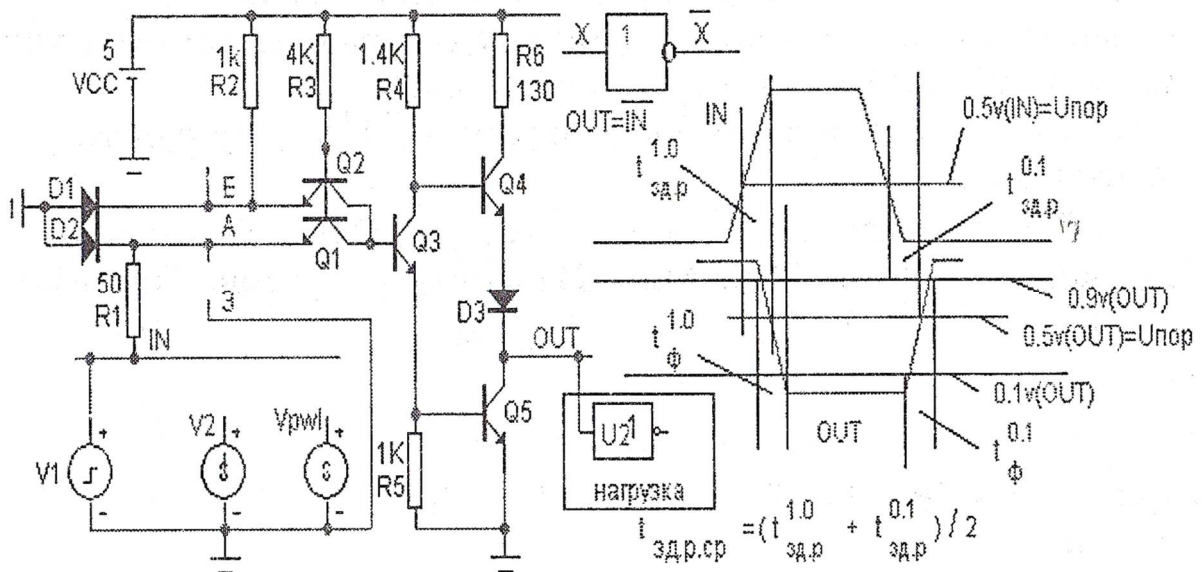 5
VCC
1k
R2
4K
R3
1.4K
R4
R6
130
X
1
X̅
OUT=I̅N̅
D1
D2
E
A
Q2
Q1
Q3
Q4
50
R1
З
IN
D3
OUT
Q5
1K
R5
V1
V2
Vpwl
+
+
+
-
-
-
U2
1
нагрузка
IN
0.5v(IN)=Uпор
t 1.0 зд.р
t 0.1 зд.р
0.9v(OUT)
0.5v(OUT)=Uпор
0.1v(OUT)
t 1.0 ф
OUT
t 0.1 ф
t зд.р.ср =(t 1.0 зд.р + t 0.1 зд.р) / 2